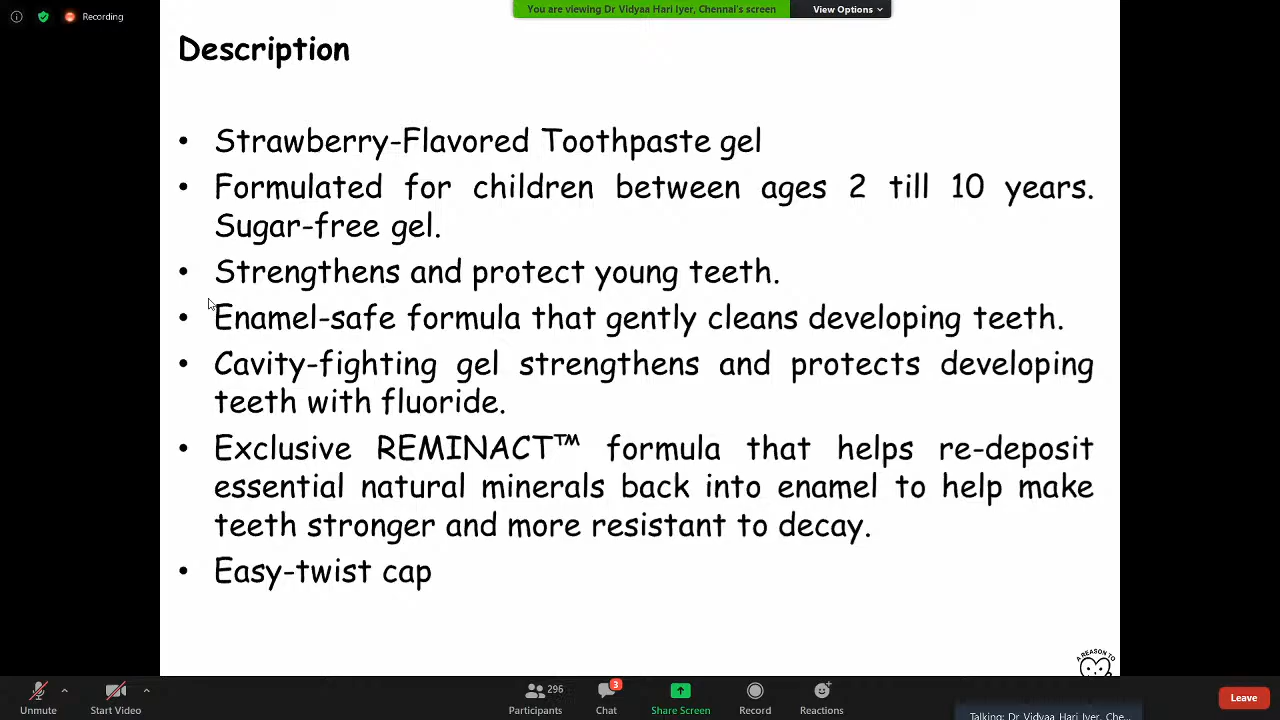 Recording
You are viewing Dr Vidyaa Hari Iyer, Chennai's screen
View Options
Description
• Strawberry-Flavored Toothpaste gel
• Formulated for children between ages 2 till 10 years.
Sugar-free gel.
• Strengthens and protect young teeth.
• Enamel-safe formula that gently cleans developing teeth.
• Cavity-fighting gel strengthens and protects developing
teeth with fluoride.
• Exclusive REMINACT™ formula that helps re-deposit
essential natural minerals back into enamel to help make
teeth stronger and more resistant to decay.
• Easy-twist cap
A REASON TO
Unmute
Start Video
296
Participants
3
Chat
Share Screen
Record
Reactions
Leave
Talking: Dr Vidyaa Hari Iyer, Che...